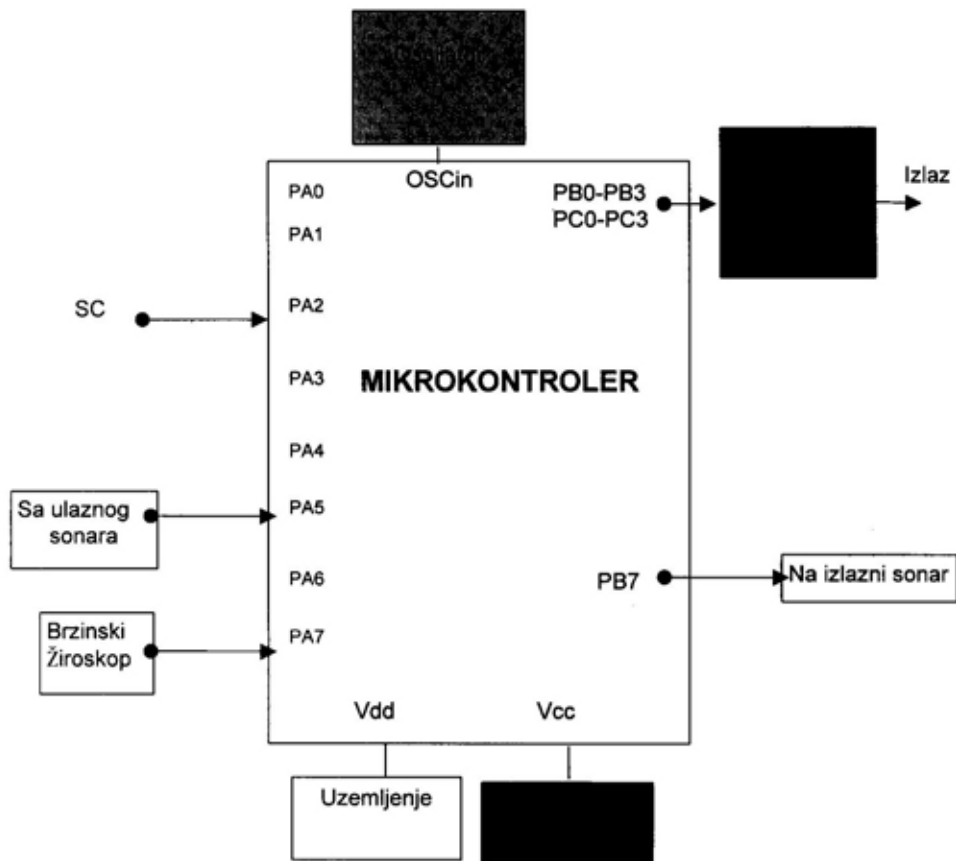 OSCin
PA0
PB0-PB3
PC0-PC3
Izlaz
PA1
SC
PA2
PA3
MIKROKONTROLER
PA4
Sa ulaznog
sonara
PA5
PA6
PB7
Na izlazni sonar
Brzinski
Žiroskop
PA7
Vdd
Vcc
Uzemljenje